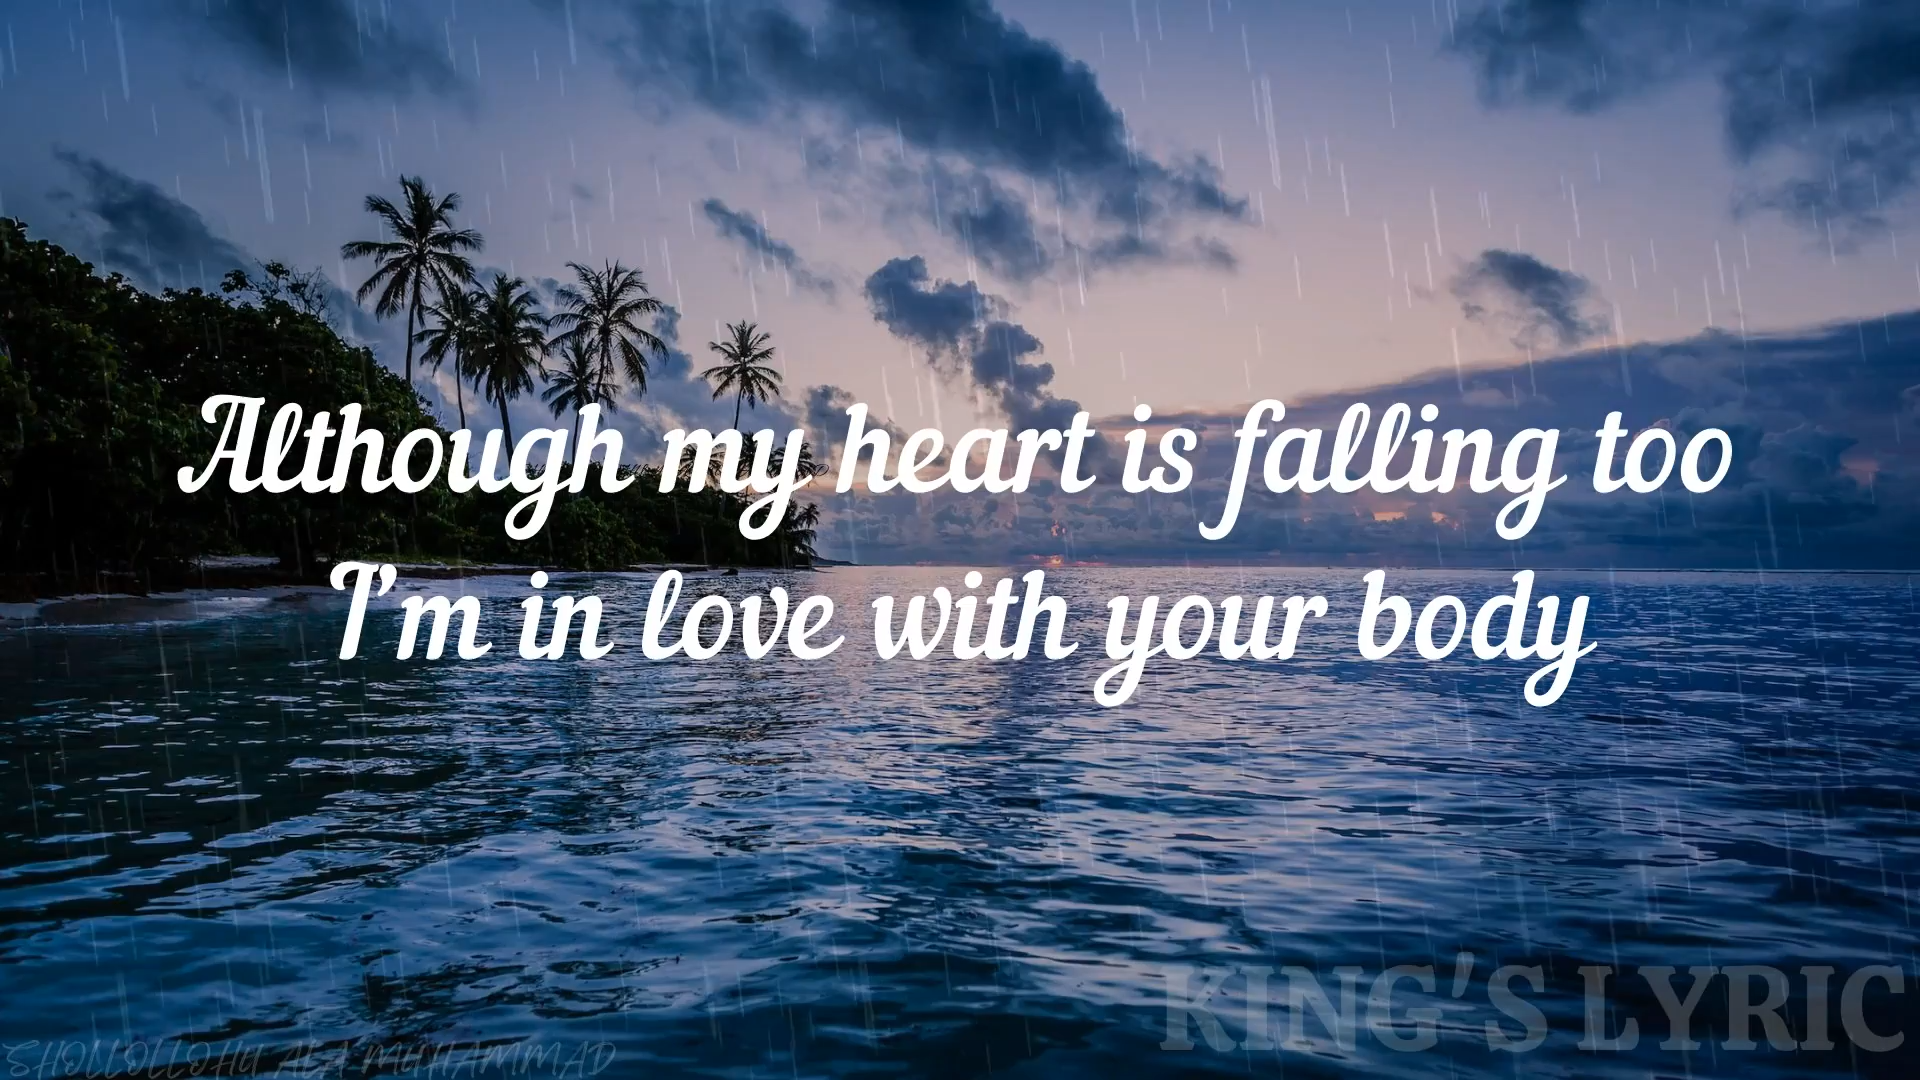 Although my heart is falling too
I'm in love with your body
KING'S LYRIC
SHOLLOLLOHU ALA MUHAMMAD